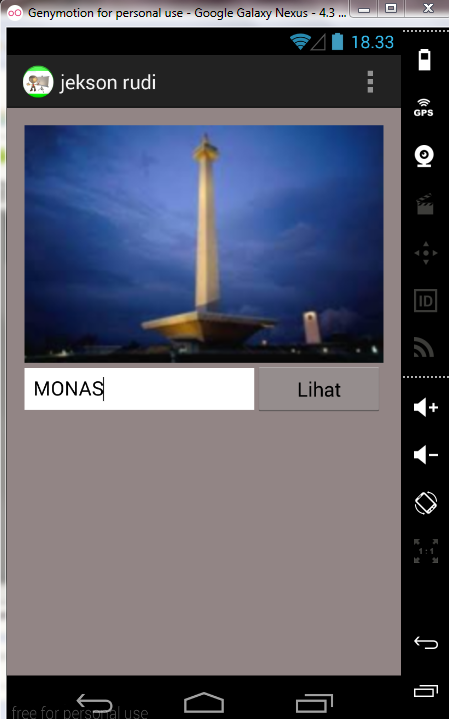 Genymotion for personal use - Google Galaxy Nexus - 4.3 ...
18.33
jekson rudi
GPS
ID
MONAS
Lihat
1:1
free for personal use